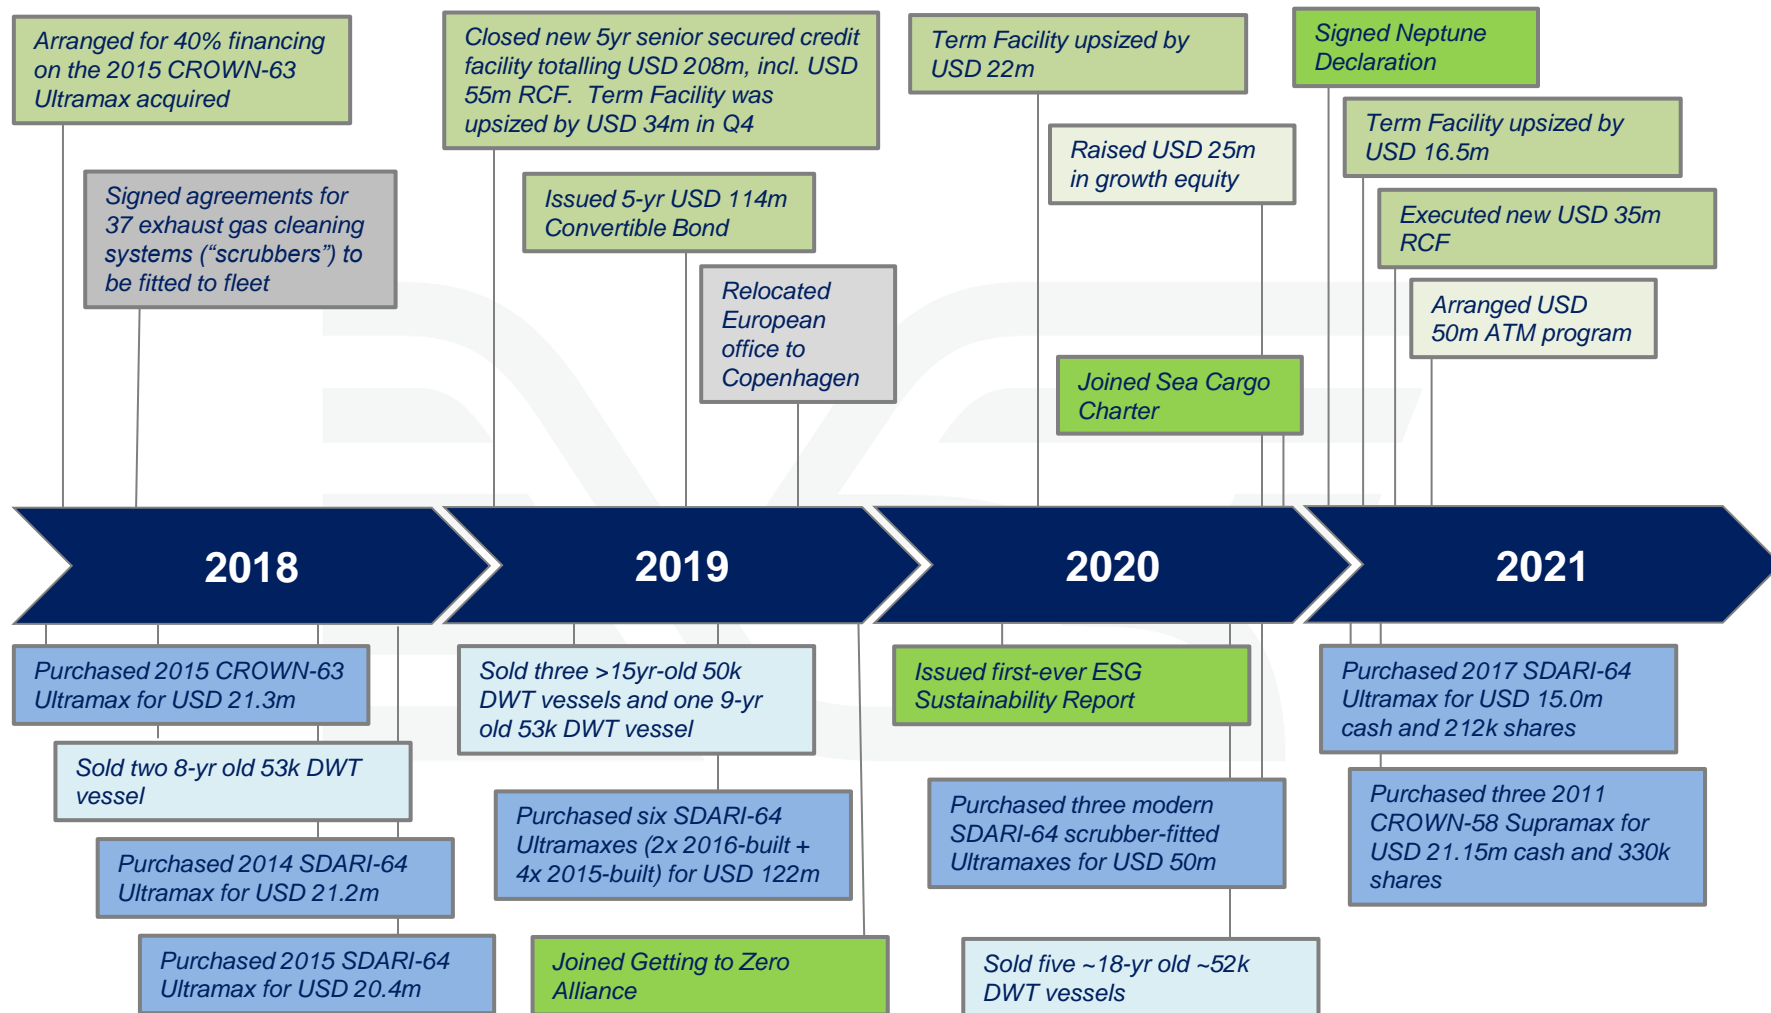 Arranged for 40% financing
on the 2015 CROWN-63
Ultramax acquired
Signed agreements for
37 exhaust gas cleaning
systems (“scrubbers”) to
be fitted to fleet
Closed new 5yr senior secured credit
facility totalling USD 208m, incl. USD
55m RCF.  Term Facility was
upsized by USD 34m in Q4
Issued 5-yr USD 114m
Convertible Bond
Relocated
European
office to
Copenhagen
Term Facility upsized by
USD 22m
Raised USD 25m
in growth equity
Joined Sea Cargo
Charter
Signed Neptune
Declaration
Term Facility upsized by
USD 16.5m
Executed new USD 35m
RCF
Arranged USD
50m ATM program
2018
2019
2020
2021
Purchased 2015 CROWN-63
Ultramax for USD 21.3m
Sold two 8-yr old 53k DWT
vessel
Purchased 2014 SDARI-64
Ultramax for USD 21.2m
Purchased 2015 SDARI-64
Ultramax for USD 20.4m
Sold three >15yr-old 50k
DWT vessels and one 9-yr
old 53k DWT vessel
Purchased six SDARI-64
Ultramaxes (2x 2016-built +
4x 2015-built) for USD 122m
Joined Getting to Zero
Alliance
Issued first-ever ESG
Sustainability Report
Purchased three modern
SDARI-64 scrubber-fitted
Ultramaxes for USD 50m
Sold five ~18-yr old ~52k
DWT vessels
Purchased 2017 SDARI-64
Ultramax for USD 15.0m
cash and 212k shares
Purchased three 2011
CROWN-58 Supramax for
USD 21.15m cash and 330k
shares